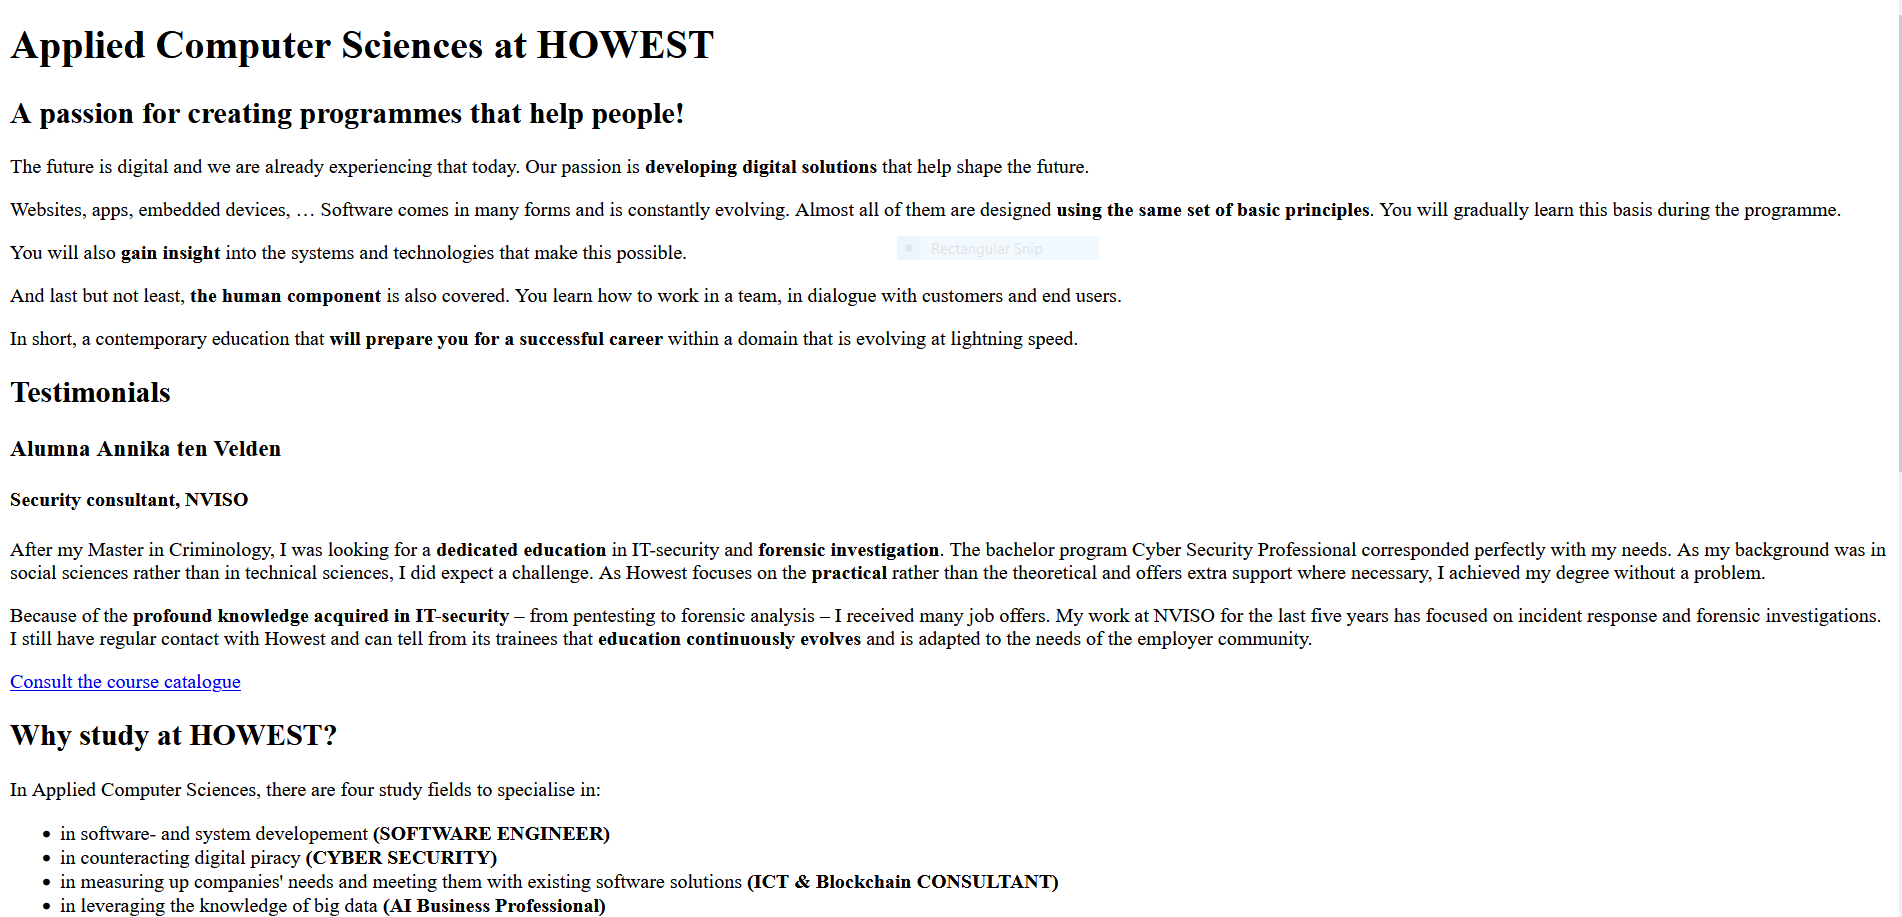 Applied Computer Sciences at HOWEST
A passion for creating programmes that help people!
The future is digital and we are already experiencing that today. Our passion is developing digital solutions that help shape the future.
Websites, apps, embedded devices, … Software comes in many forms and is constantly evolving. Almost all of them are designed using the same set of basic principles. You will gradually learn this basis during the programme.
You will also gain insight into the systems and technologies that make this possible.
Rectangular Snip
And last but not least, the human component is also covered. You learn how to work in a team, in dialogue with customers and end users.
In short, a contemporary education that will prepare you for a successful career within a domain that is evolving at lightning speed.
Testimonials
Alumna Annika ten Velden
Security consultant, NVISO
After my Master in Criminology, I was looking for a dedicated education in IT-security and forensic investigation. The bachelor program Cyber Security Professional corresponded perfectly with my needs. As my background was in
social sciences rather than in technical sciences, I did expect a challenge. As Howest focuses on the practical rather than the theoretical and offers extra support where necessary, I achieved my degree without a problem.
Because of the profound knowledge acquired in IT-security – from pentesting to forensic analysis – I received many job offers. My work at NVISO for the last five years has focused on incident response and forensic investigations.
I still have regular contact with Howest and can tell from its trainees that education continuously evolves and is adapted to the needs of the employer community.
Consult the course catalogue
Why study at HOWEST?
In Applied Computer Sciences, there are four study fields to specialise in:
• in software- and system developement (SOFTWARE ENGINEER)
• in counteracting digital piracy (CYBER SECURITY)
• in measuring up companies' needs and meeting them with existing software solutions (ICT & Blockchain CONSULTANT)
• in leveraging the knowledge of big data (AI Business Professional)